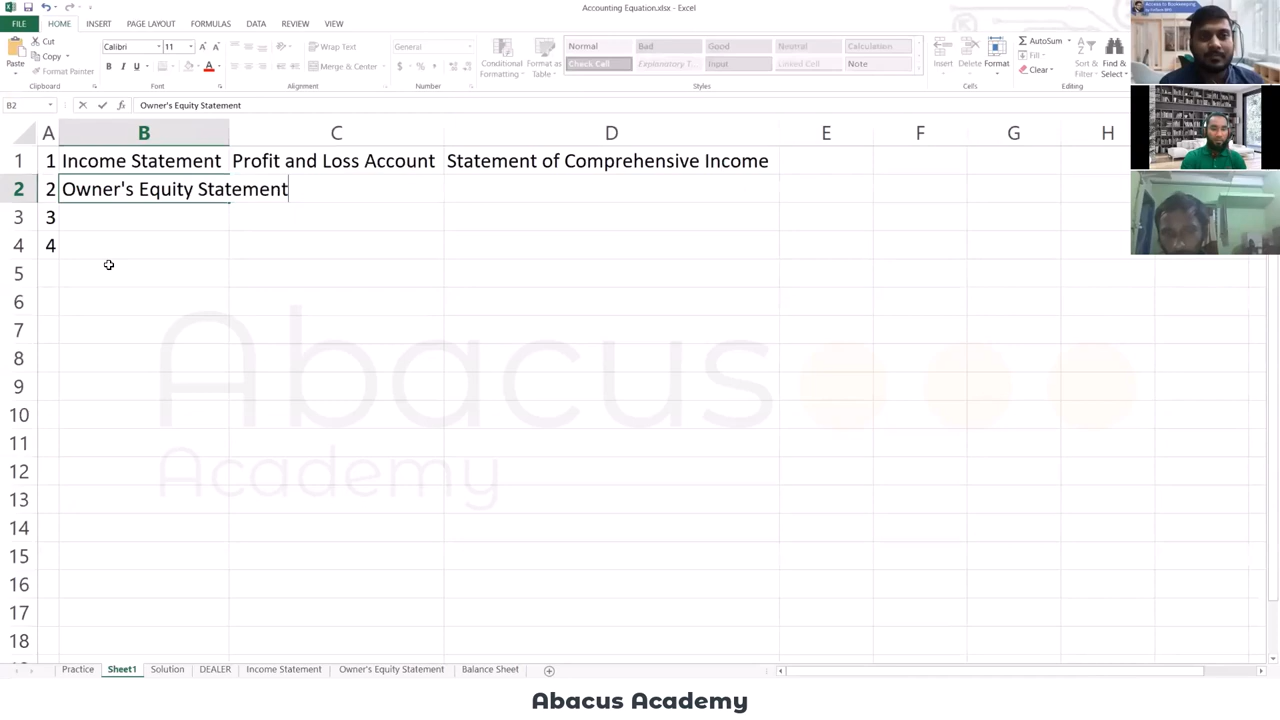 Accounting Equation.xlsx - Excel
FILE HOME INSERT PAGE LAYOUT FORMULAS DATA REVIEW VIEW
Paste
Cut
Copy
Format Painter
Clipboard
Calibri 11
B I U
Font
Wrap Text
Merge & Center
Alignment
General
$ % ,
Number
Conditional Formatting
Format as Table
Normal Bad Good Neutral Calculation
Check Cell Explanatory T... Input Linked Cell Note
Styles
Insert Delete Format
Cells
AutoSum
Fill
Clear
Sort & Filter
Find & Select
Editing
Access to Bookkeeping
B2 fx Owner's Equity Statement
A B C D E F G H
1 1 Income Statement Profit and Loss Account Statement of Comprehensive Income
2 2 Owner's Equity Statement
3 3
4 4
5
6
7
8
9
10
11
12
13
14
15
16
17
18
Abacus
Academy
Practice Sheet1 Solution DEALER Income Statement Owner's Equity Statement Balance Sheet
Abacus Academy